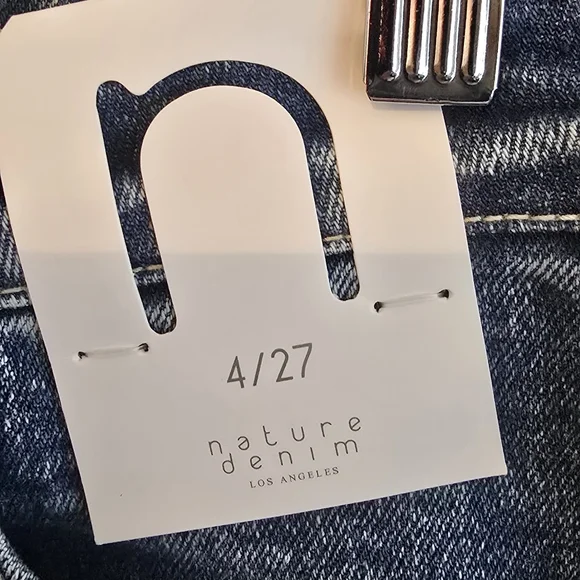 n
4/27
nature
denim
LOS ANGELES